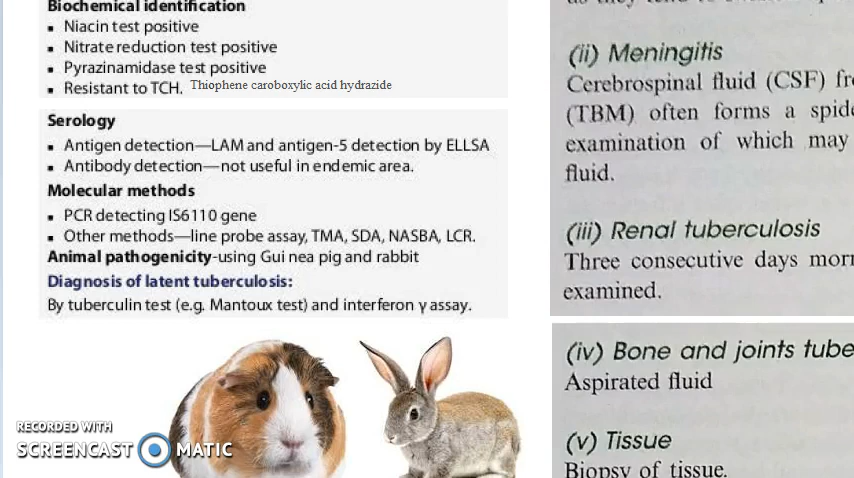 Biochemical identification
▪ Niacin test positive
▪ Nitrate reduction test positive
▪ Pyrazinamidase test positive
▪ Resistant to TCH. Thiophene caroboxylic acid hydrazide
Serology
▪ Antigen detection—LAM and antigen-5 detection by ELLSA
▪ Antibody detection—not useful in endemic area.
Molecular methods
▪ PCR detecting IS6110 gene
▪ Other methods—line probe assay, TMA, SDA, NASBA, LCR.
Animal pathogenicity-using Gui nea pig and rabbit
Diagnosis of latent tuberculosis:
By tuberculin test (e.g. Mantoux test) and interferon γ assay.
RECORDED WITH
SCREENCAST MATIC
(ii) Meningitis
Cerebrospinal fluid (CSF)
(TBM) often forms a
examination of which may
fluid.
(iii) Renal tuberculosis
Three consecutive days
examined.
(iv) Bone and joints
Aspirated fluid
(v) Tissue
Biopsy of tissue.